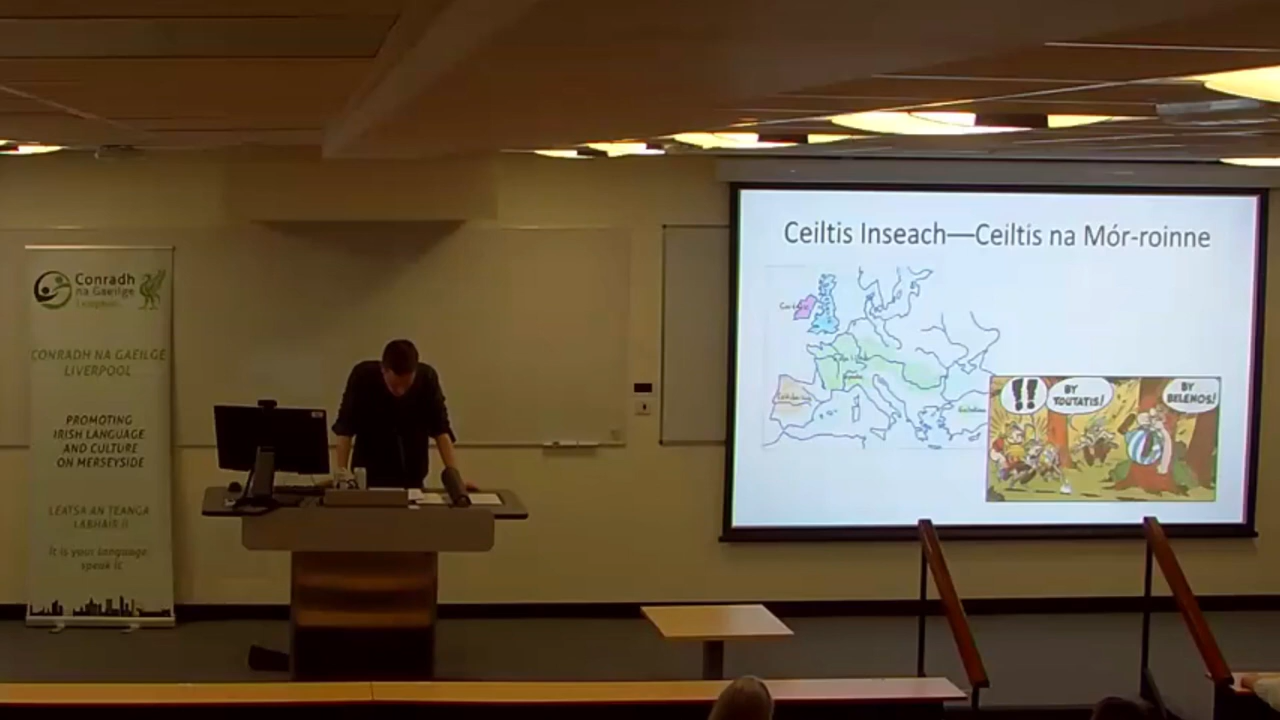 Conradh
na Gaeilge
CONRADH NA GAEILGE
LIVERPOOL
PROMOTING
IRISH LANGUAGE
AND CULTURE
ON MERSEYSIDE
LEATSA AN TEANGA
LABHAIR Í!
It is your language,
speak it
Ceiltis Inseach—Ceiltis na Mór-roinne
!!
BY
TOUTATIS!
BY
BELENOS!